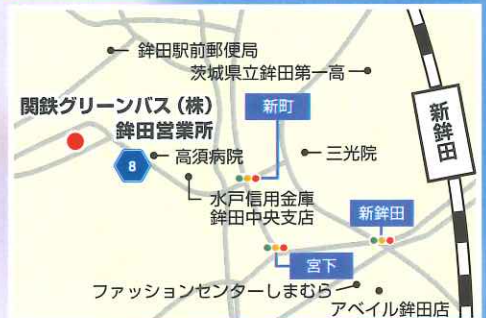 鉾田駅前郵便局
茨城県立鉾田第一高
関鉄グリーンバス（株）
鉾田営業所
新町
新鉾田
8
高須病院
三光院
水戸信用金庫
鉾田中央支店
新鉾田
宮下
ファッションセンターしまむら
アベイル鉾田店